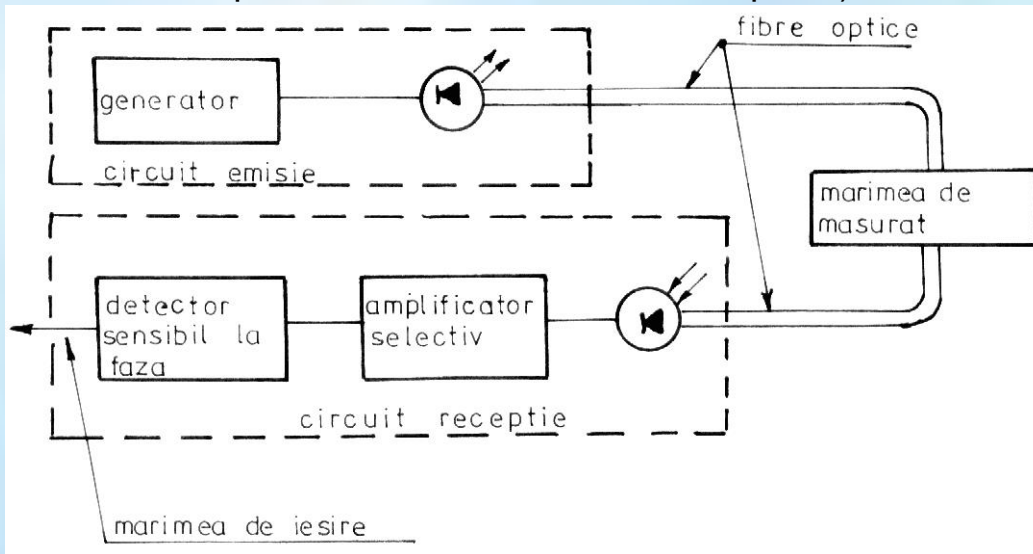 fibre optice
generator
circuit emisie
marimea de
masurat
detector
sensibil la
faza
amplificator
selectiv
circuit receptie
marimea de iesire